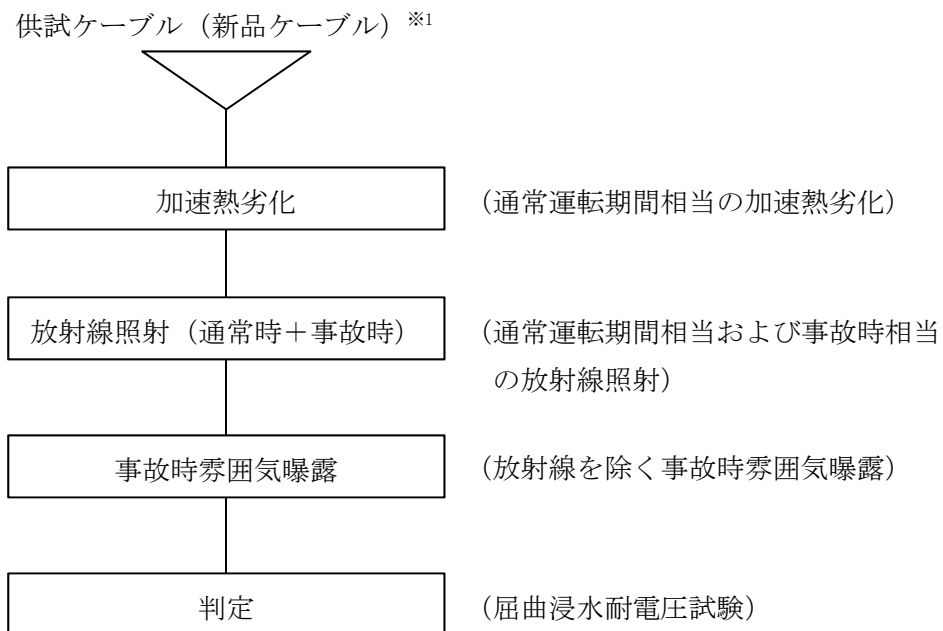 供試ケーブル（新品ケーブル）※1
加速熱劣化
（通常運転期間相当の加速熱劣化）
放射線照射（通常時＋事故時）
（通常運転期間相当および事故時相当
の放射線照射）
事故時雰囲気曝露
（放射線を除く事故時雰囲気曝露）
判定
（屈曲浸水耐電圧試験）